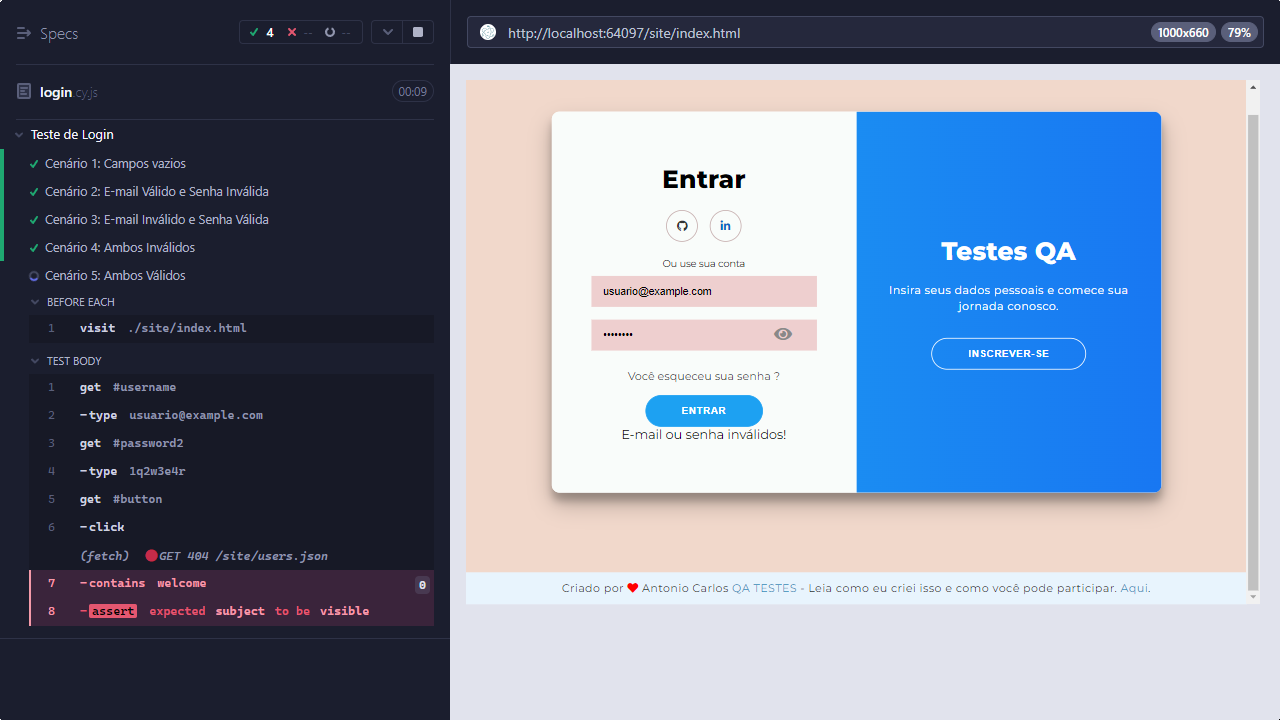 Specs
4 -- --
login.cy.js 00:09
Teste de Login
Cenário 1: Campos vazios
Cenário 2: E-mail Válido e Senha Inválida
Cenário 3: E-mail Inválido e Senha Válida
Cenário 4: Ambos Inválidos
Cenário 5: Ambos Válidos
BEFORE EACH
1 visit ./site/index.html
TEST BODY
1 get #username
2 -type usuario@example.com
3 get #password2
4 -type 1q2w3e4r
5 get #button
6 -click
(fetch) GET 404 /site/users.json
7 -contains welcome 0
8 -assert expected subject to be visible
http://localhost:64097/site/index.html 1000x660 79%
Entrar
in
Ou use sua conta
usuario@example.com
••••••••
Você esqueceu sua senha ?
ENTRAR
E-mail ou senha inválidos!
Testes QA
Insira seus dados pessoais e comece sua
jornada conosco.
INSCREVER-SE
Criado por ❤ Antonio Carlos QA TESTES - Leia como eu criei isso e como você pode participar. Aqui.